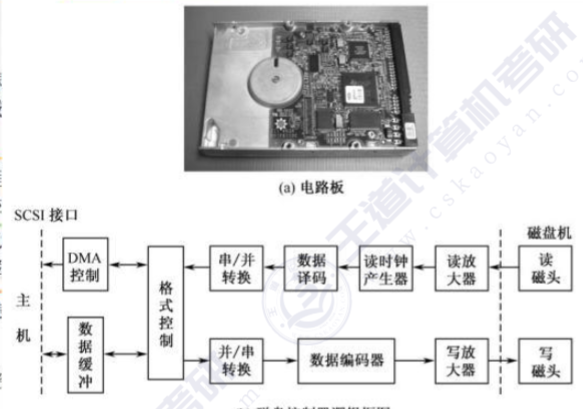 (a) 电路板
SCSI 接口
磁盘机
主机
DMA
控制
数据缓冲
格式控制
串/并
转换
数据
译码
读时钟
产生器
读放
大器
读
磁头
并/串
转换
数据编码器
写放
大器
写
磁头
王道计算机考研
www.cskaoyan.com